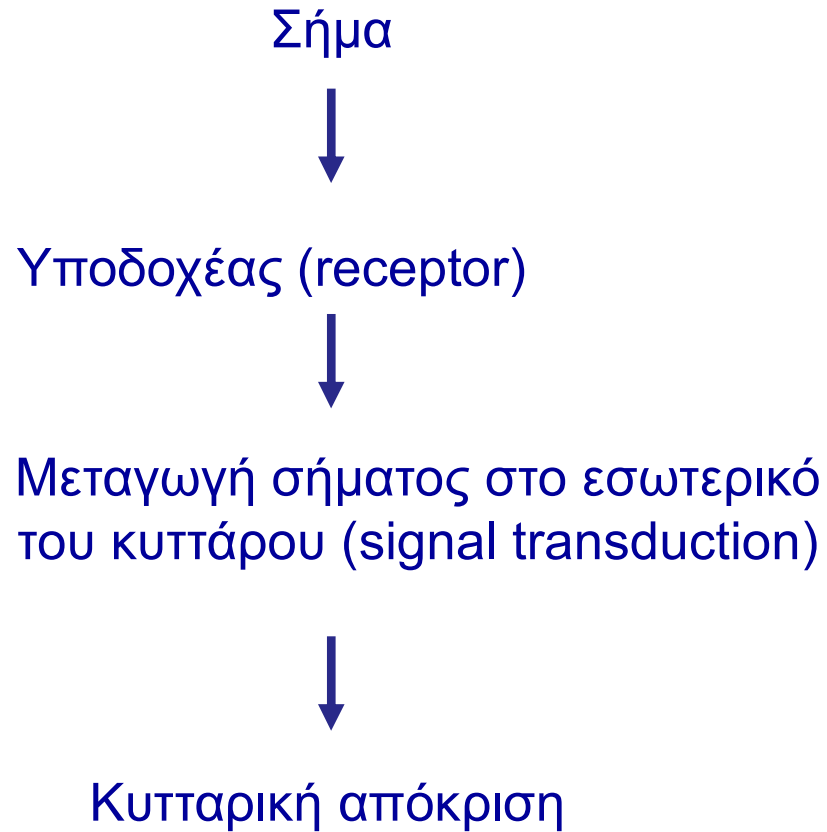 Σήμα
Υποδοχέας (receptor)
Μεταγωγή σήματος στο εσωτερικό
του κυττάρου (signal transduction)
Κυτταρική απόκριση